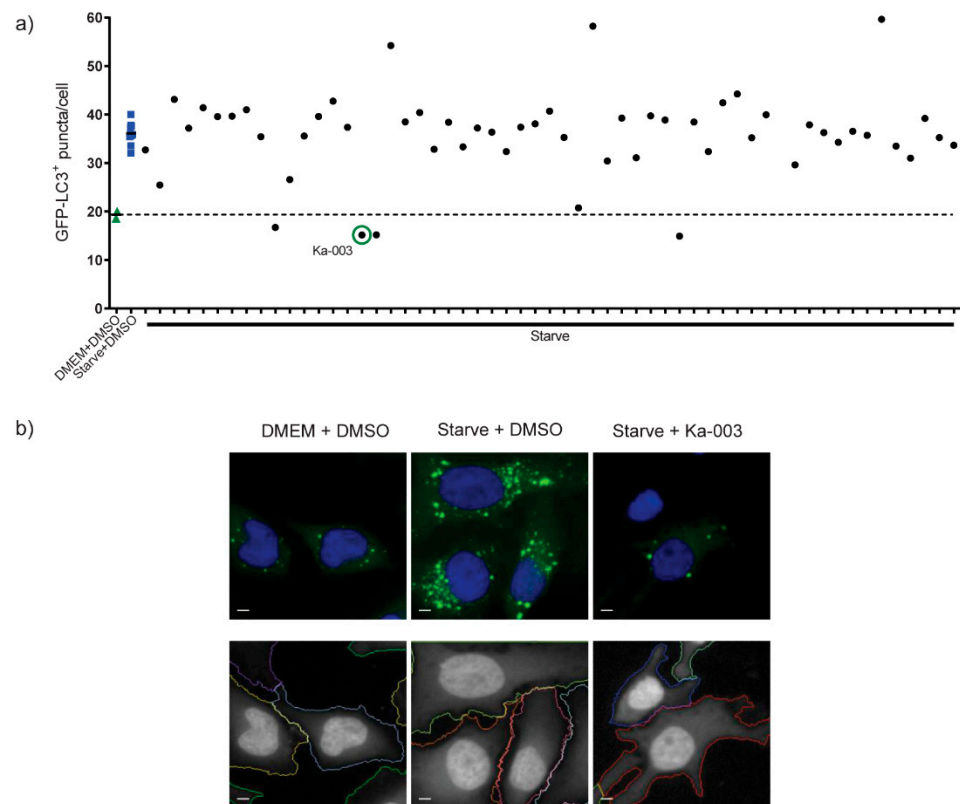 a)
60
50
40
30
20
10
0
GFP-LC3⁺ puncta/cell
Ka-003
DMEM+DMSO
Starve+DMSO
Starve
b)
DMEM + DMSO Starve + DMSO Starve + Ka-003